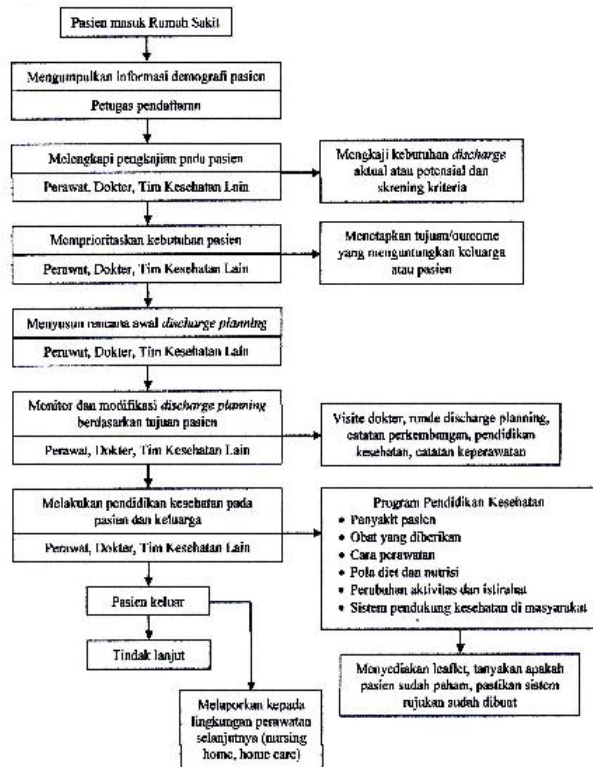 Pasien masuk Rumah Sakit
Mengumpulkan informasi demografi pasien
Petugas pendaftaran
Melengkapi pengkajian pada pasien
Perawat, Dokter, Tim Kesehatan Lain
Mengkaji kebutuhan discharge
aktual atau potensial dan
skrening kriteria
Memprioritaskan kebutuhan pasien
Perawat, Dokter, Tim Kesehatan Lain
Menetapkan tujuan/outcome
yang menguntungkan keluarga
atau pasien
Menyusun rencana awal discharge planning
Perawat, Dokter, Tim Kesehatan Lain
Monitor dan modifikasi discharge planning
berdasarkan tujuan pasien
Perawat, Dokter, Tim Kesehatan Lain
Visite dokter, ronde discharge planning,
catatan perkembangan, pendidikan
kesehatan, catatan keperawatan
Melakukan pendidikan kesehatan pada
pasien dan keluarga
Perawat, Dokter, Tim Kesehatan Lain
Program Pendidikan Kesehatan
• Penyakit pasien
• Obat yang diberikan
• Cara perawatan
• Pola diet dan nutrisi
• Perubahan aktivitas dan istirahat
• Sistem pendukung kesehatan di masyarakat
Pasien keluar
Tindak lanjut
Menyediakan leaflet, tanyakan apakah
pasien sudah paham, pastikan sistem
rujukan sudah dibuat
Melaporkan kepada
lingkungan perawatan
selanjutnya (nursing
home, home care)